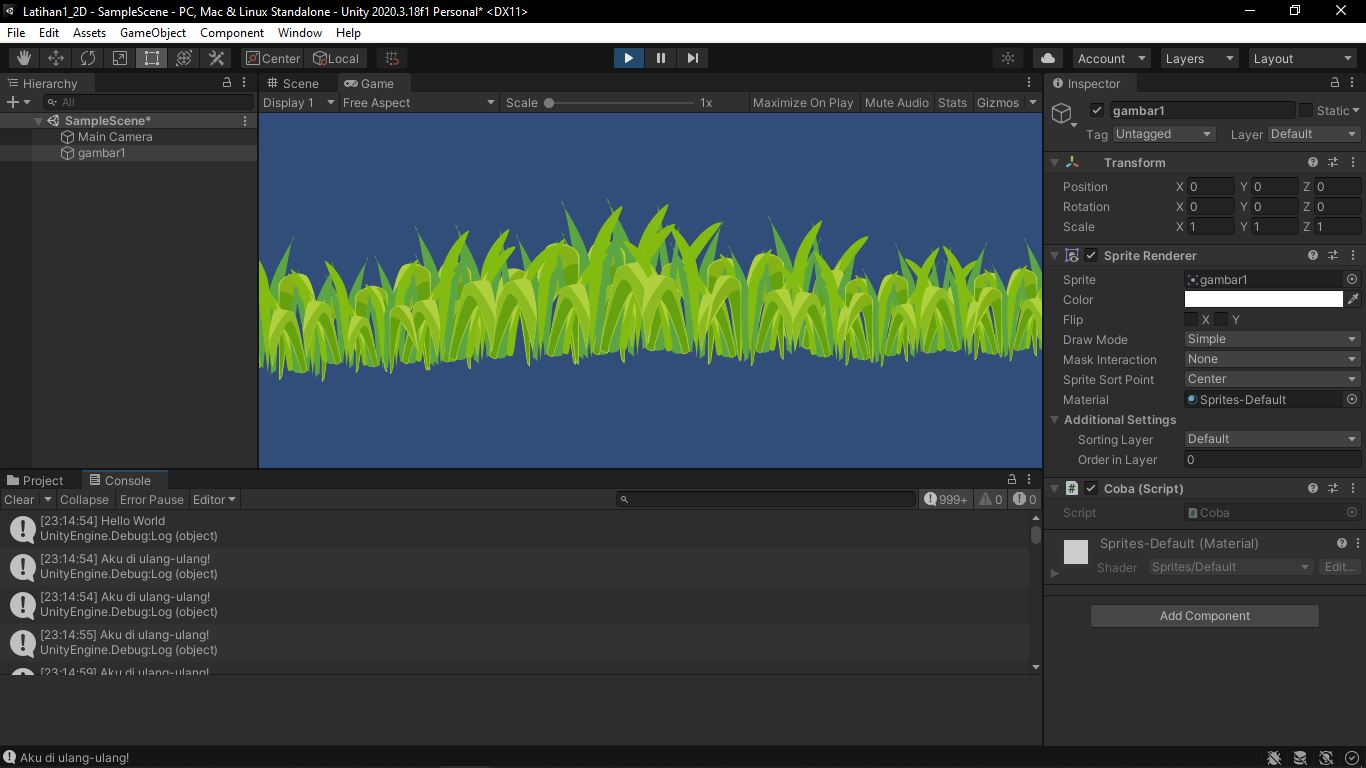 Latihan1_2D - SampleScene - PC, Mac & Linux Standalone - Unity 2020.3.18f1 Personal* <DX11>
File Edit Assets GameObject Component Window Help
Center Local Account Layers Layout
Hierarchy
All
SampleScene*
Main Camera
gambar1
Scene Game
Display 1 Free Aspect Scale 1x Maximize On Play Mute Audio Stats Gizmos
Inspector
gambar1 Static
Tag Untagged Layer Default
Transform
Position X 0 Y 0 Z 0
Rotation X 0 Y 0 Z 0
Scale X 1 Y 1 Z 1
Sprite Renderer
Sprite gambar1
Color
Flip X Y
Draw Mode Simple
Mask Interaction None
Sprite Sort Point Center
Material Sprites-Default
Additional Settings
Sorting Layer Default
Order in Layer 0
Coba (Script)
Script Coba
Sprites-Default (Material)
Shader Sprites/Default Edit...
Add Component
Project Console
Clear Collapse Error Pause Editor 999+ 0 0
[23:14:54] Hello World
UnityEngine.Debug:Log (object)
[23:14:54] Aku di ulang-ulang!
UnityEngine.Debug:Log (object)
[23:14:54] Aku di ulang-ulang!
UnityEngine.Debug:Log (object)
[23:14:55] Aku di ulang-ulang!
UnityEngine.Debug:Log (object)
[23:14:59] Aku di ulang-ulang!
Aku di ulang-ulang!